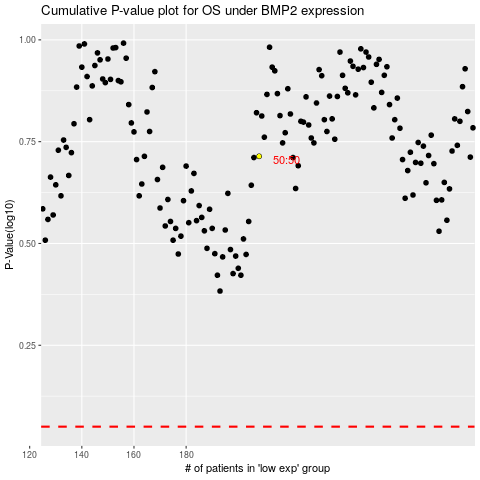 Cumulative P-value plot for OS under BMP2 expression
P-Value(log10)
1.00
0.75
0.50
0.25
50:50
120 140 160 180
# of patients in 'low exp' group